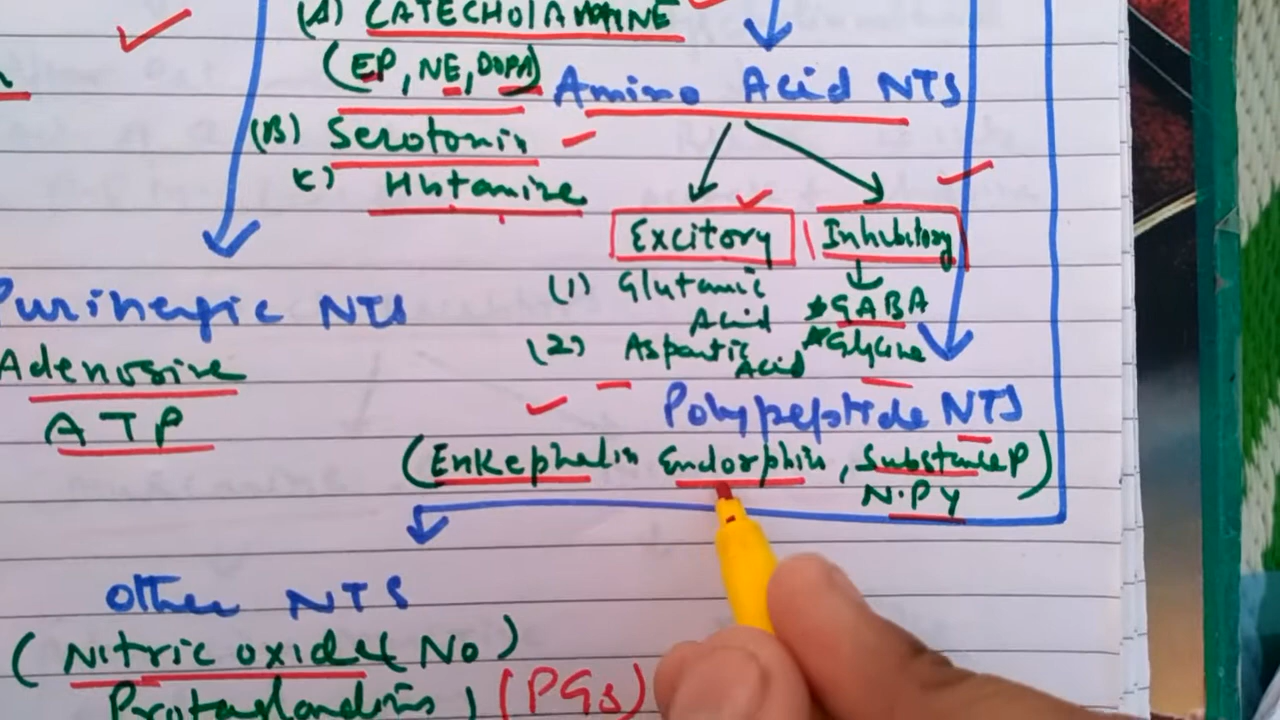 (A) CATECHOlAMINE
(EP, NE, DOPA)
(B) Serotonin
C) Histamine
Amino Acid NTS
Excitory
Inhibitory
(1) Glutamic
Acid
(2) Aspartic
Acid
*GABA
*Glycine
Purinergic NTS
Adenosine
ATP
Polypeptide NTS
(Enkephalin Endorphin, Substance P)
N.PY
Other NTS
(Nitric oxide( NO)
(PGs)